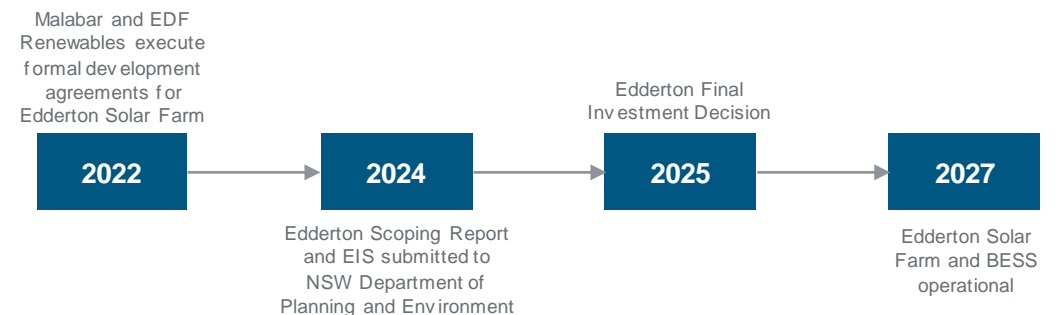 Malabar and EDF
Renewables execute
formal development
agreements for
Edderton Solar Farm
2022
2024
Edderton Scoping Report
and EIS submitted to
NSW Department of
Planning and Environment
Edderton Final
Investment Decision
2025
2027
Edderton Solar
Farm and BESS
operational